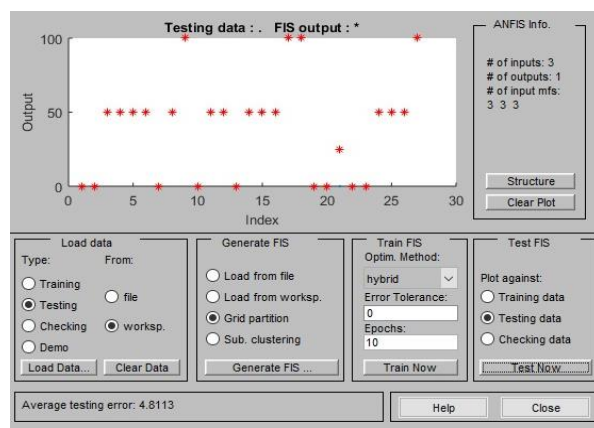 Testing data : .   FIS output : *
100
50
0
Output
0 5 10 15 20 25 30
Index
ANFIS Info.
# of inputs: 3
# of outputs: 1
# of input mfs:
3 3 3
Structure
Clear Plot
Load data
Type: From:
Training
Testing
Checking
Demo
file
worksp.
Load Data... Clear Data
Generate FIS
Load from file
Load from worksp.
Grid partition
Sub. clustering
Generate FIS ...
Train FIS
Optim. Method:
hybrid
Error Tolerance:
0
Epochs:
10
Train Now
Test FIS
Plot against:
Training data
Testing data
Checking data
Test Now
Average testing error: 4.8113
Help Close